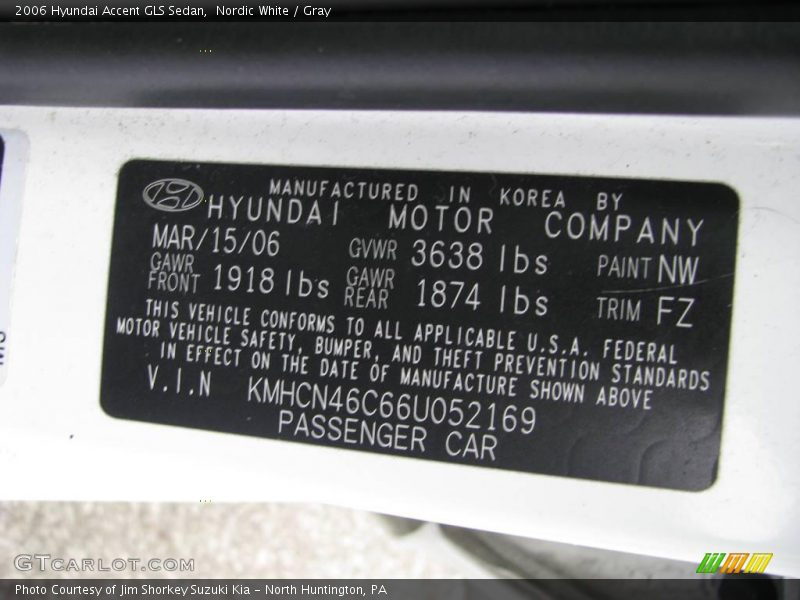 2006 Hyundai Accent GLS Sedan,  Nordic White / Gray
MANUFACTURED IN KOREA BY
HYUNDAI MOTOR COMPANY
MAR/15/06 GVWR 3638 lbs PAINT NW
GAWR FRONT 1918 lbs GAWR REAR 1874 lbs TRIM FZ
THIS VEHICLE CONFORMS TO ALL APPLICABLE U.S.A. FEDERAL
MOTOR VEHICLE SAFETY, BUMPER, AND THEFT PREVENTION STANDARDS
IN EFFECT ON THE DATE OF MANUFACTURE SHOWN ABOVE
V.I.N KMHCN46C66U052169
PASSENGER CAR
GTCARLOT.COM
Photo Courtesy of Jim Shorkey Suzuki Kia - North Huntington, PA